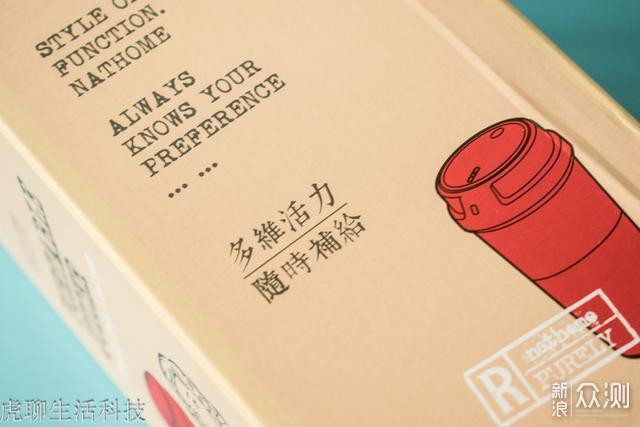 STYLE OF
FUNCTION.
NATHOME
ALWAYS
KNOWS YOUR
PREFERENCE
... ...
多維活力
隨時補給
R
nathome
PURELY
虎聊生活科技
新浪
众测